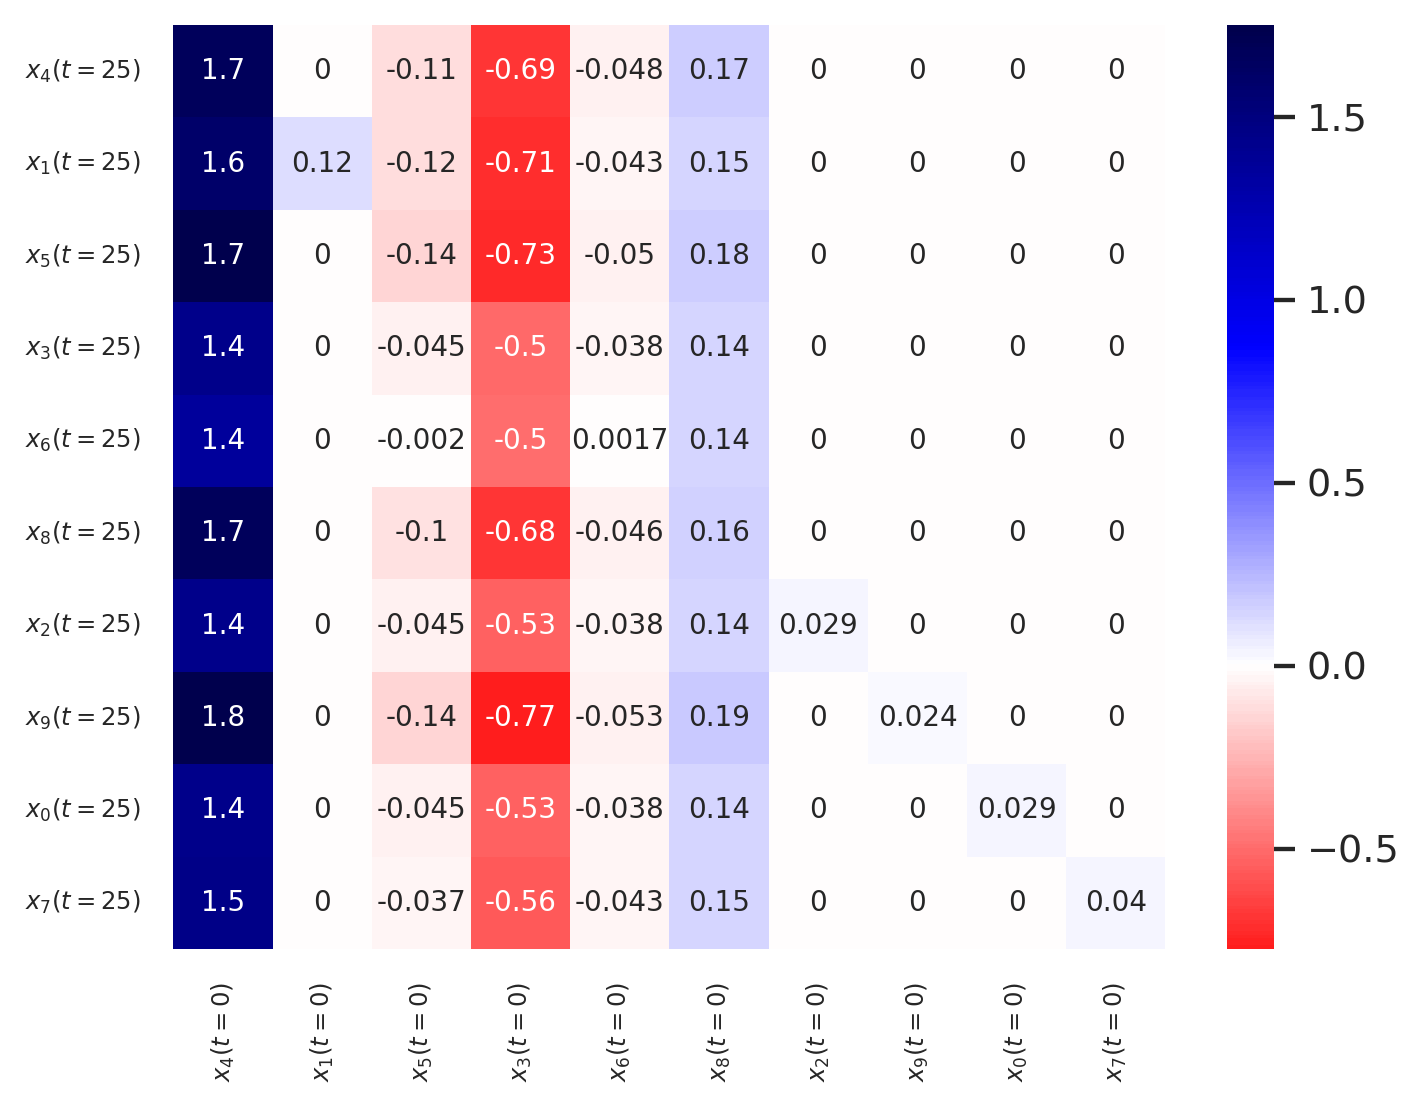 x₄(t = 25) 1.7 0 -0.11 -0.69 -0.048 0.17 0 0 0 0
x₁(t = 25) 1.6 0.12 -0.12 -0.71 -0.043 0.15 0 0 0 0
x₅(t = 25) 1.7 0 -0.14 -0.73 -0.05 0.18 0 0 0 0
x₃(t = 25) 1.4 0 -0.045 -0.5 -0.038 0.14 0 0 0 0
x₆(t = 25) 1.4 0 -0.002 -0.5 0.0017 0.14 0 0 0 0
x₈(t = 25) 1.7 0 -0.1 -0.68 -0.046 0.16 0 0 0 0
x₂(t = 25) 1.4 0 -0.045 -0.53 -0.038 0.14 0.029 0 0 0
x₉(t = 25) 1.8 0 -0.14 -0.77 -0.053 0.19 0 0.024 0 0
x₀(t = 25) 1.4 0 -0.045 -0.53 -0.038 0.14 0 0 0.029 0
x₇(t = 25) 1.5 0 -0.037 -0.56 -0.043 0.15 0 0 0 0.04
x₄(t = 0)
x₁(t = 0)
x₅(t = 0)
x₃(t = 0)
x₆(t = 0)
x₈(t = 0)
x₂(t = 0)
x₉(t = 0)
x₀(t = 0)
x₇(t = 0)
1.5
1.0
0.5
0.0
−0.5